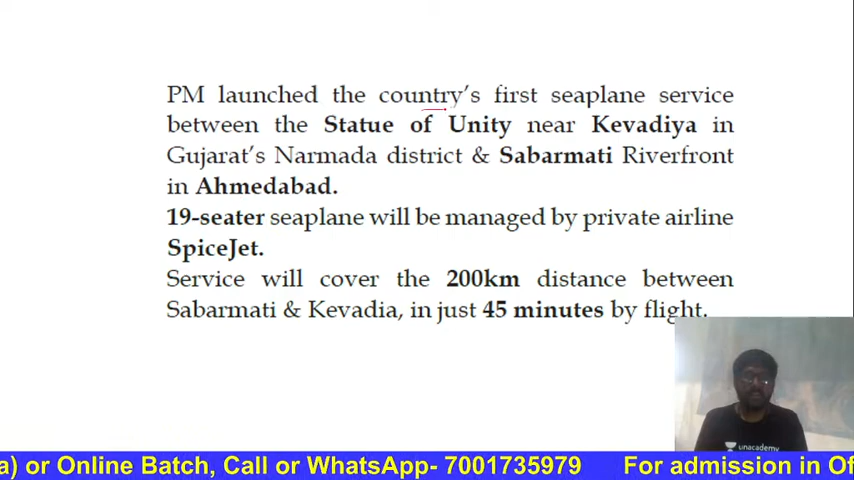 PM launched the country's first seaplane service
between the Statue of Unity near Kevadiya in
Gujarat's Narmada district & Sabarmati Riverfront
in Ahmedabad.
19-seater seaplane will be managed by private airline
SpiceJet.
Service will cover the 200km distance between
Sabarmati & Kevadia, in just 45 minutes by flight.
unacademy
a) or Online Batch, Call or WhatsApp- 7001735979 For admission in Of